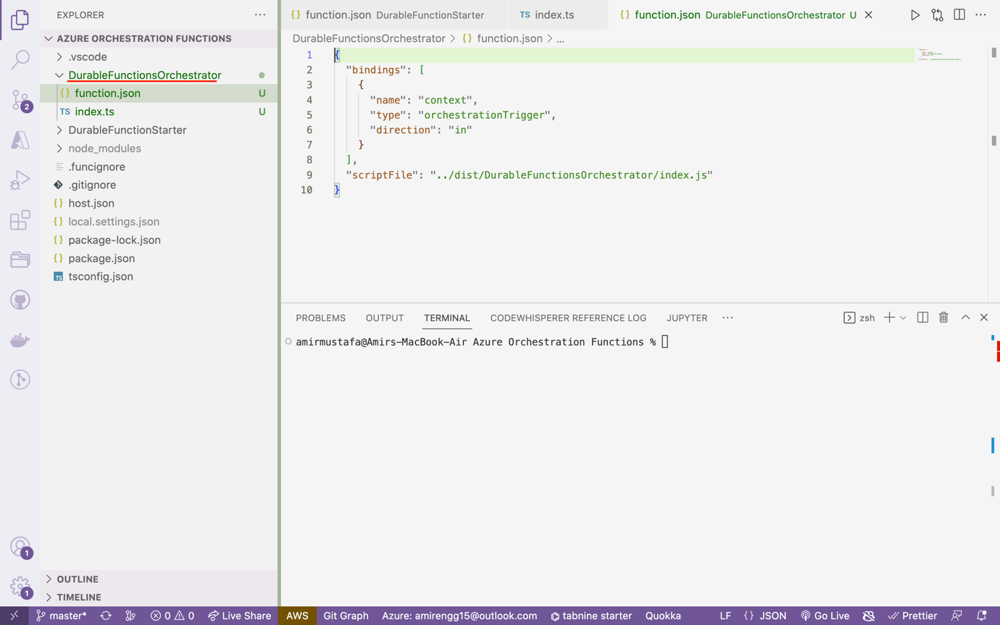 EXPLORER
AZURE ORCHESTRATION FUNCTIONS
.vscode
DurableFunctionsOrchestrator
{} function.json U
TS index.ts U
DurableFunctionStarter
node_modules
.funcignore
.gitignore
{} host.json
{} local.settings.json
{} package-lock.json
{} package.json
TS tsconfig.json
OUTLINE
TIMELINE
2
1
1
{} function.json DurableFunctionStarter
TS index.ts
{} function.json DurableFunctionsOrchestrator U
DurableFunctionsOrchestrator > {} function.json > ...
1 {
2 "bindings": [
3 {
4 "name": "context",
5 "type": "orchestrationTrigger",
6 "direction": "in"
7 }
8 ],
9 "scriptFile": "../dist/DurableFunctionsOrchestrator/index.js"
10 }
PROBLEMS OUTPUT TERMINAL CODEWHISPERER REFERENCE LOG JUPYTER ... zsh
amirmustafa@Amirs-MacBook-Air Azure Orchestration Functions %
master* 0 0 Live Share AWS Git Graph Azure: amirengg15@outlook.com tabnine starter Quokka LF {} JSON Go Live Prettier